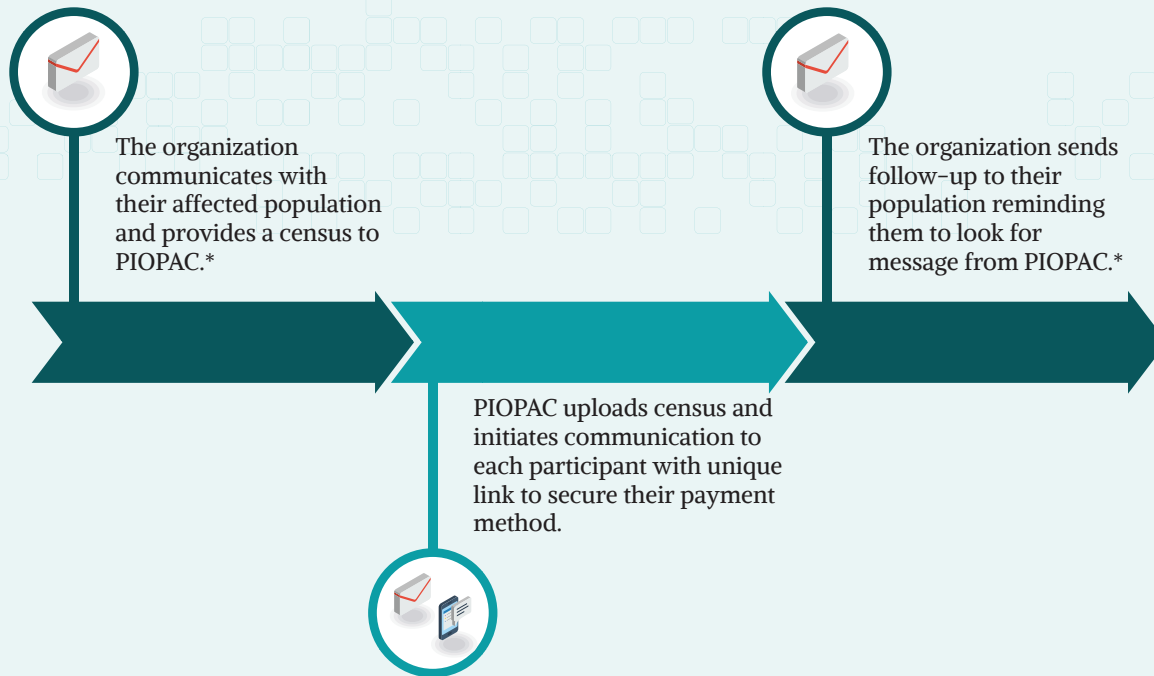 The organization
communicates with
their affected population
and provides a census to
PIOPAC.*
PIOPAC uploads census and
initiates communication to
each participant with unique
link to secure their payment
method.
The organization sends
follow-up to their
population reminding
them to look for
message from PIOPAC.*